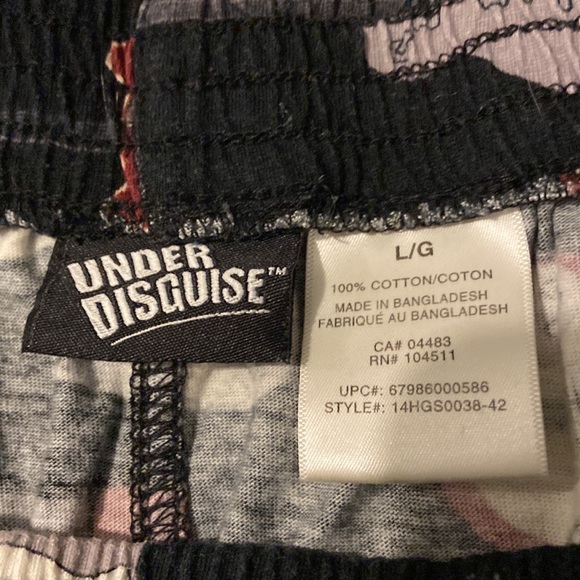 UNDER
DISGUISE™
L/G
100% COTTON/COTON
MADE IN BANGLADESH
FABRIQUÉ AU BANGLADESH
CA# 04483
RN# 104511
UPC#: 67986000586
STYLE#: 14HGS0038-42